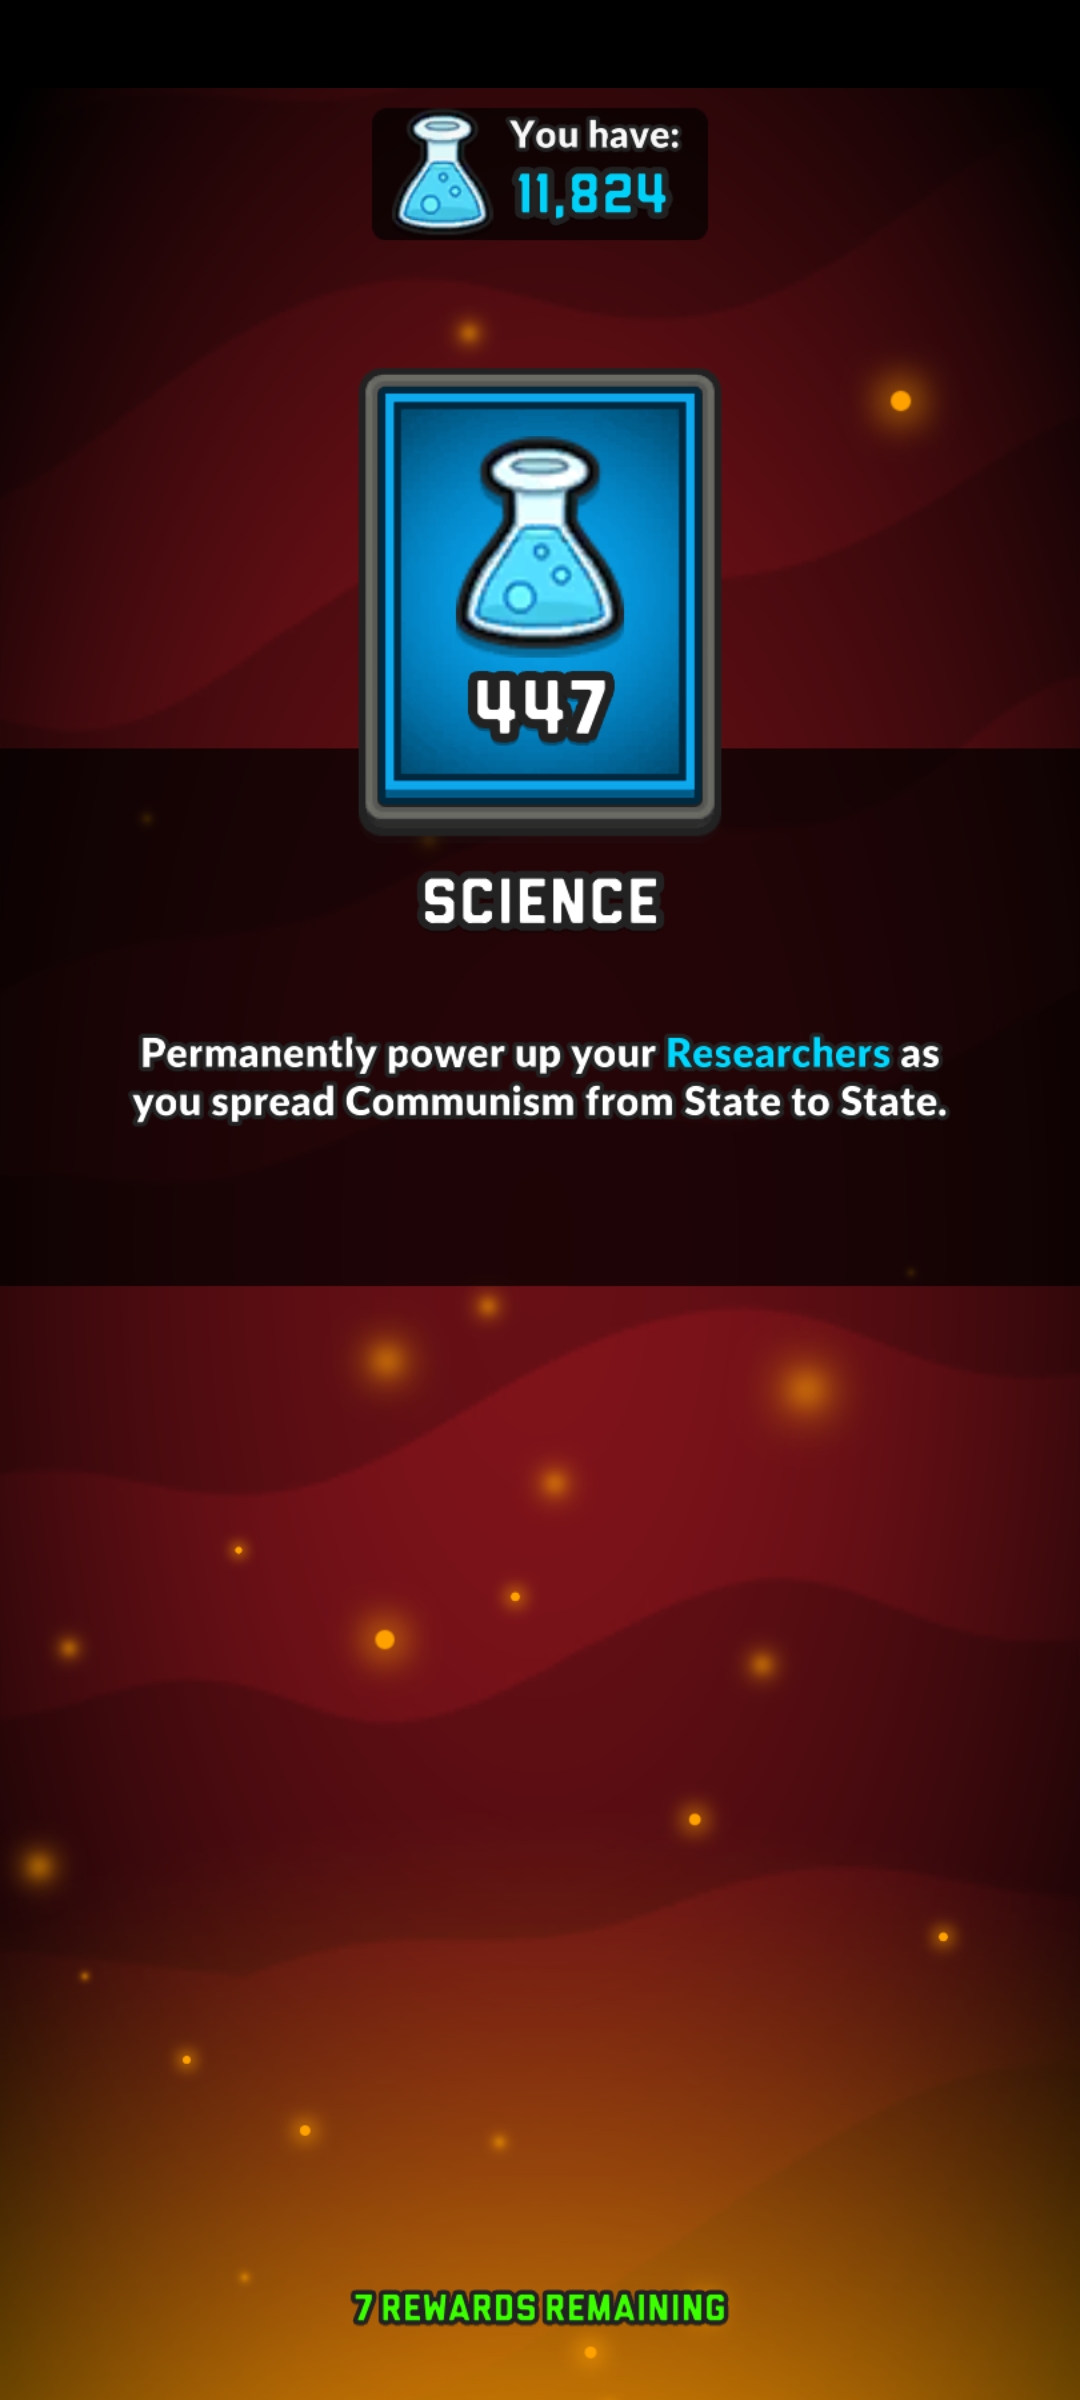 You have:
11,824
447
SCIENCE
Permanently power up your Researchers as
you spread Communism from State to State.
7 REWARDS REMAINING